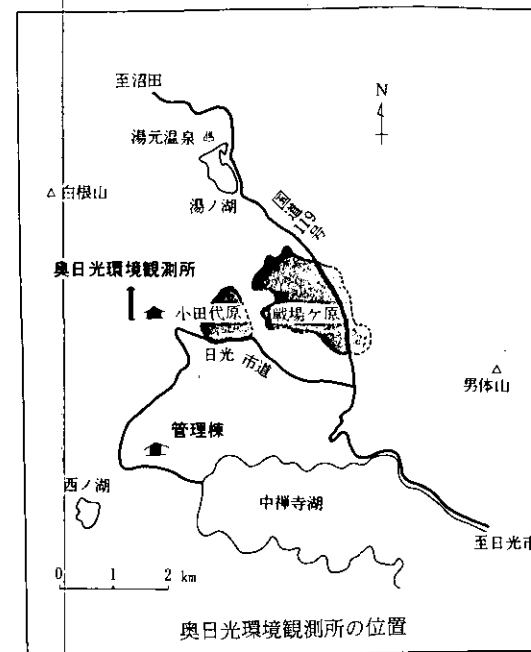 至沼田
N
湯元温泉
白根山
湯ノ湖
国道
119号
奥日光環境観測所
小田代原
戦場ヶ原
日光市道
男体山
管理棟
西ノ湖
中禅寺湖
至日光市
0 1 2 km
奥日光環境観測所の位置